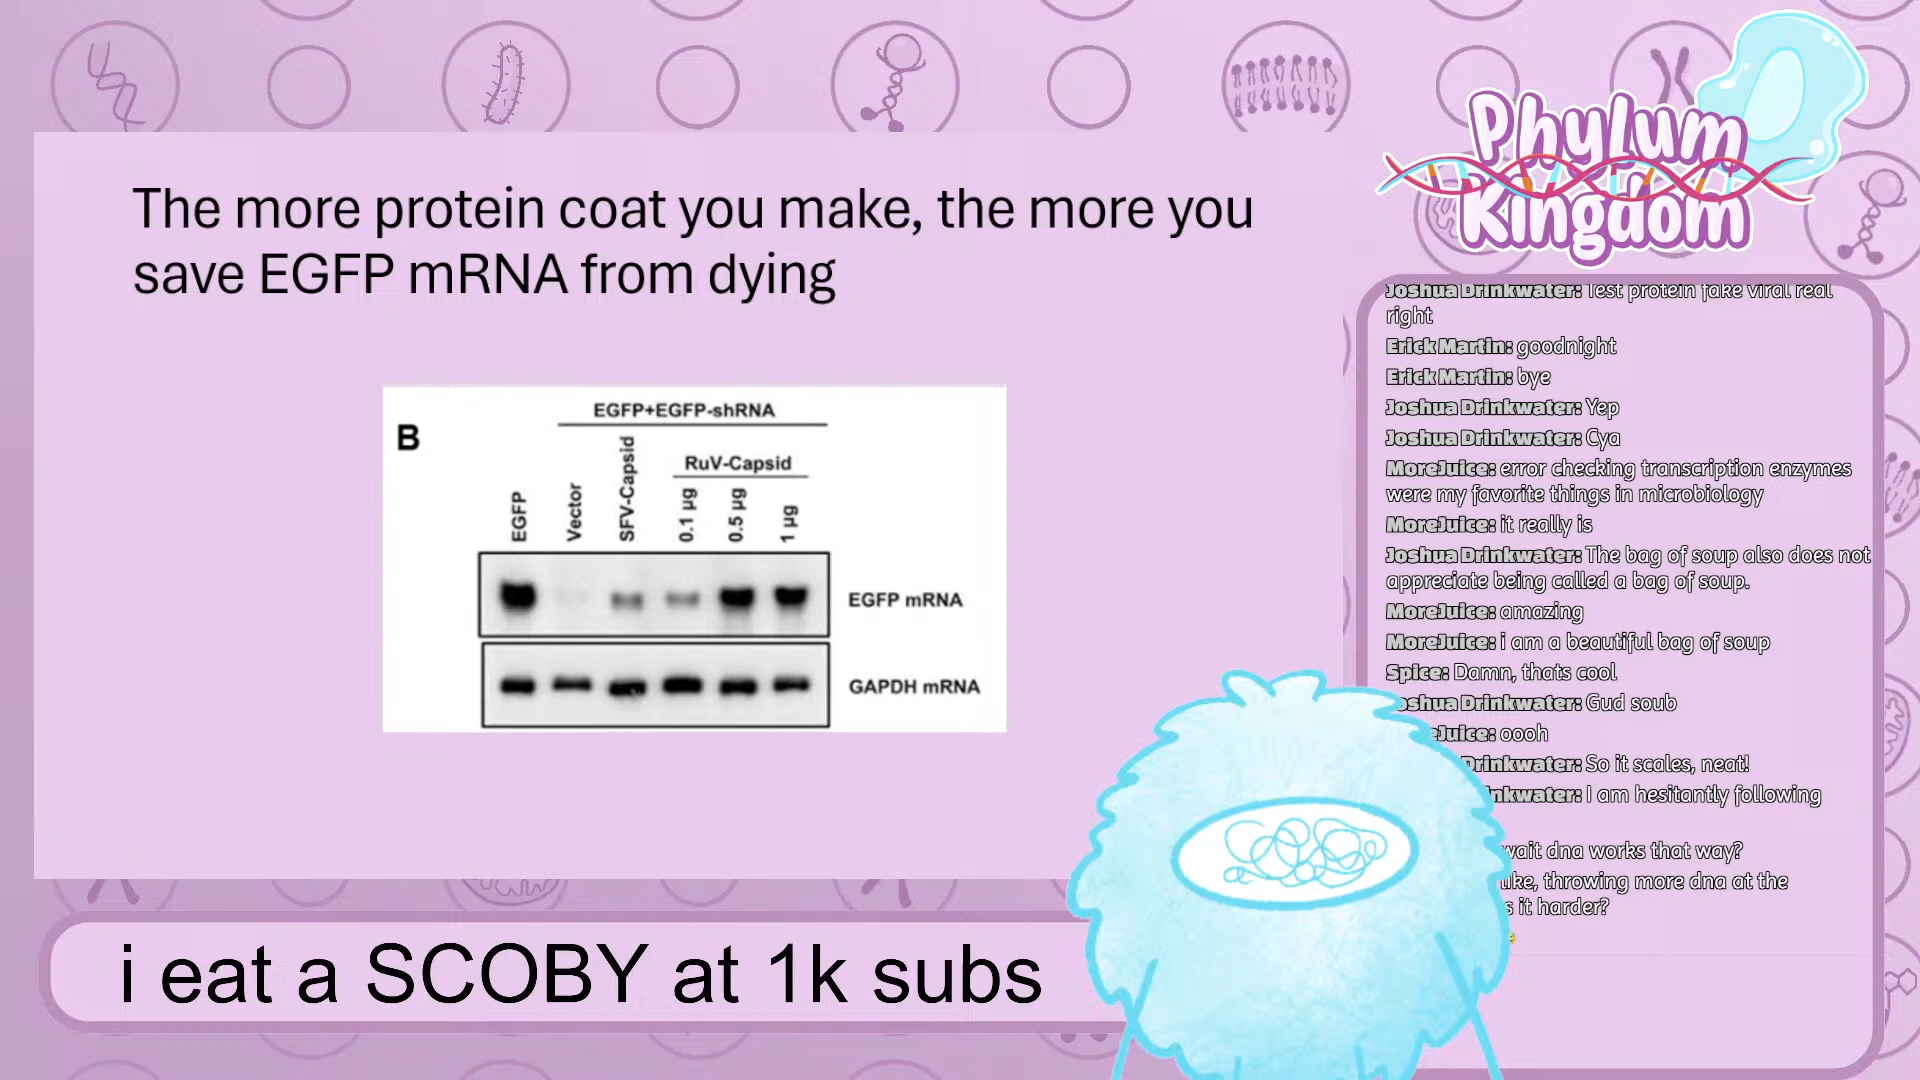 The more protein coat you make, the more you
save EGFP mRNA from dying
B
EGFP+EGFP-shRNA
RuV-Capsid
EGFP
Vector
SFV-Capsid
0.1 µg
0.5 µg
1 µg
EGFP mRNA
GAPDH mRNA
i eat a SCOBY at 1k subs
Phylum
Kingdom
Joshua Drinkwater: Test protein fake viral real
right
Erick Martin: goodnight
Erick Martin: bye
Joshua Drinkwater: Yep
Joshua Drinkwater: Cya
MoreJuice: error checking transcription enzymes
were my favorite things in microbiology
MoreJuice: it really is
Joshua Drinkwater: The bag of soup also does not
appreciate being called a bag of soup.
MoreJuice: amazing
MoreJuice: i am a beautiful bag of soup
Spice: Damn, thats cool
oshua Drinkwater: Gud soub
eJuice: oooh
Drinkwater: So it scales, neat!
nkwater: I am hesitantly following
wait dna works that way?
like, throwing more dna at the
s it harder?